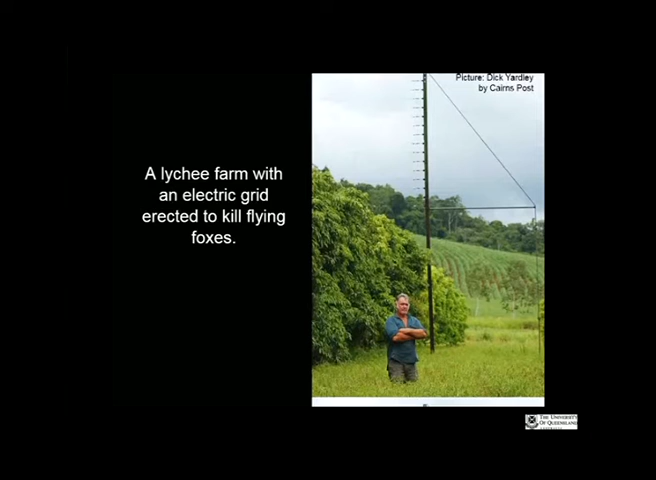 Picture: Dick Yardley
by Cairns Post
A lychee farm with
an electric grid
erected to kill flying
foxes.
THE UNIVERSITY
OF QUEENSLAND